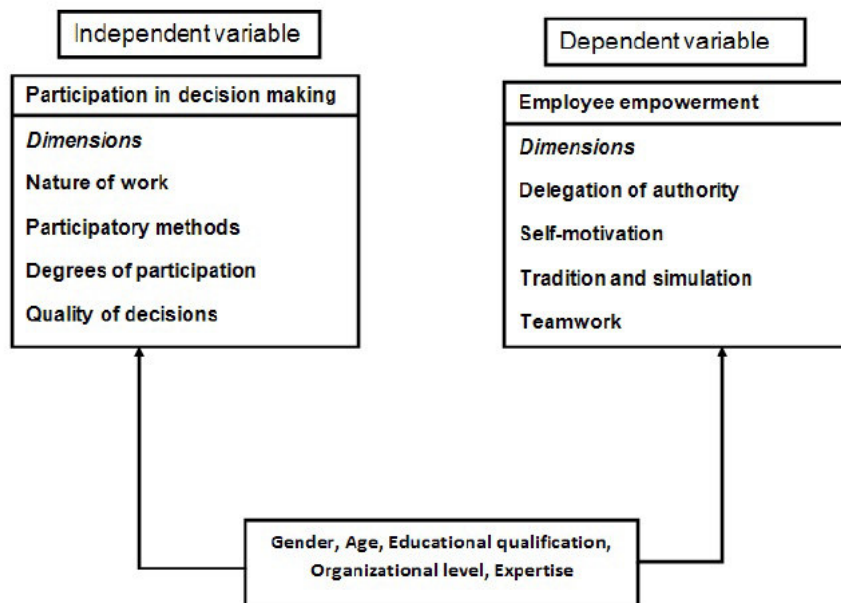 Independent variable
Dependent variable
Participation in decision making
Dimensions
Nature of work
Participatory methods
Degrees of participation
Quality of decisions
Employee empowerment
Dimensions
Delegation of authority
Self-motivation
Tradition and simulation
Teamwork
Gender, Age, Educational qualification,
Organizational level, Expertise